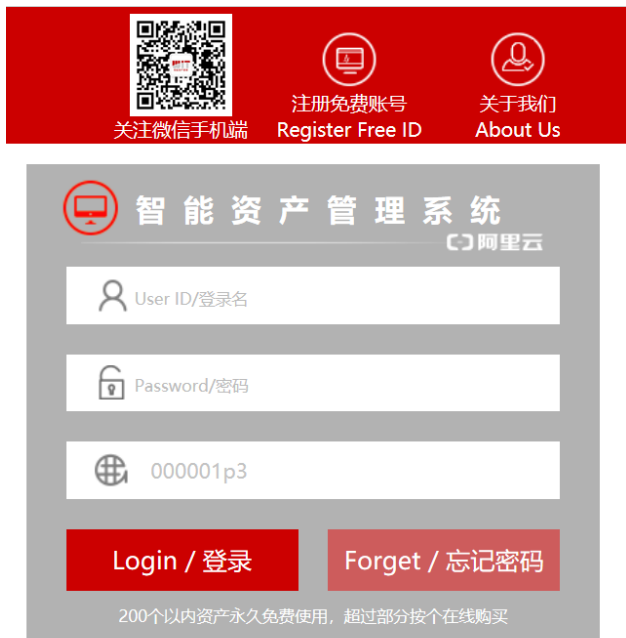 关注微信手机端
注册免费账号
Register Free ID
关于我们
About Us
智能资产管理系统
阿里云
User ID/登录名
Password/密码
000001p3
Login / 登录
Forget / 忘记密码
200个以内资产永久免费使用，超过部分按个在线购买